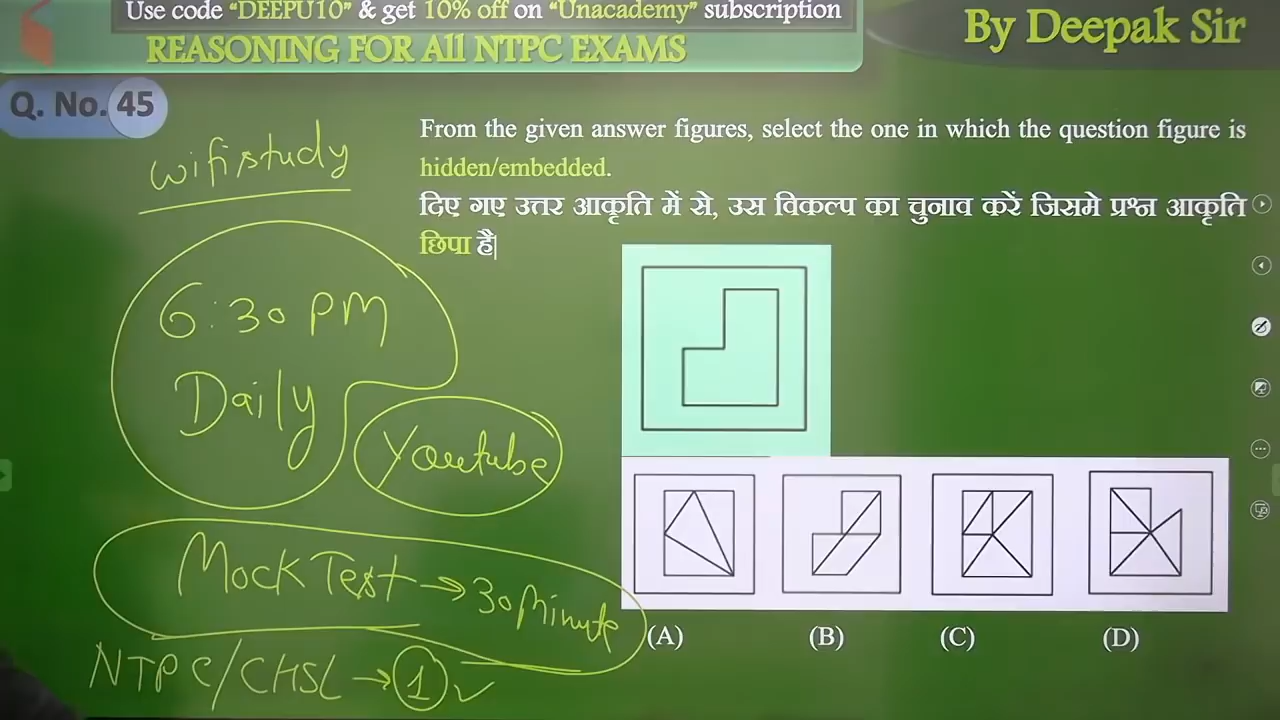 Use code “DEEPU10” & get 10% off on “Unacademy” subscription
REASONING FOR All NTPC EXAMS
By Deepak Sir
Q. No. 45
From the given answer figures, select the one in which the question figure is
hidden/embedded.
दिए गए उत्तर आकृति में से, उस विकल्प का चुनाव करें जिसमे प्रश्न आकृति
छिपा है|
wifistudy
6:30 PM
Daily
Youtube
Mock Test → 30 Minute
NTPC/CHSL → 1 ✓
(A) (B) (C) (D)